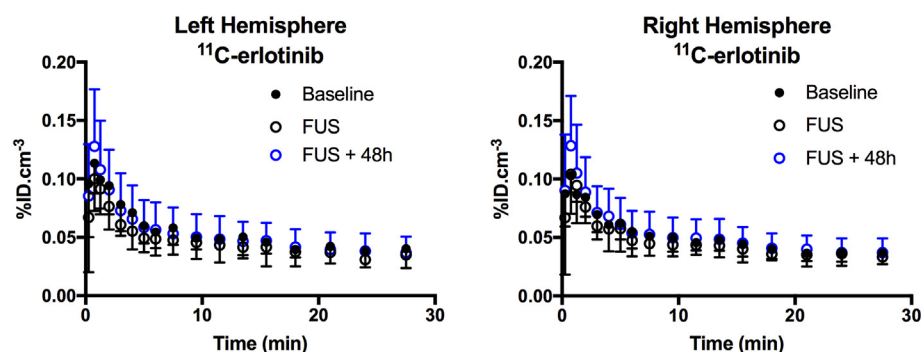 Left Hemisphere
¹¹C-erlotinib
%ID.cm⁻³
0.20
0.15
0.10
0.05
0.00
Baseline
FUS
FUS + 48h
0
10
20
30
Time (min)
Right Hemisphere
¹¹C-erlotinib
%ID.cm⁻³
0.20
0.15
0.10
0.05
0.00
Baseline
FUS
FUS + 48h
0
10
20
30
Time (min)